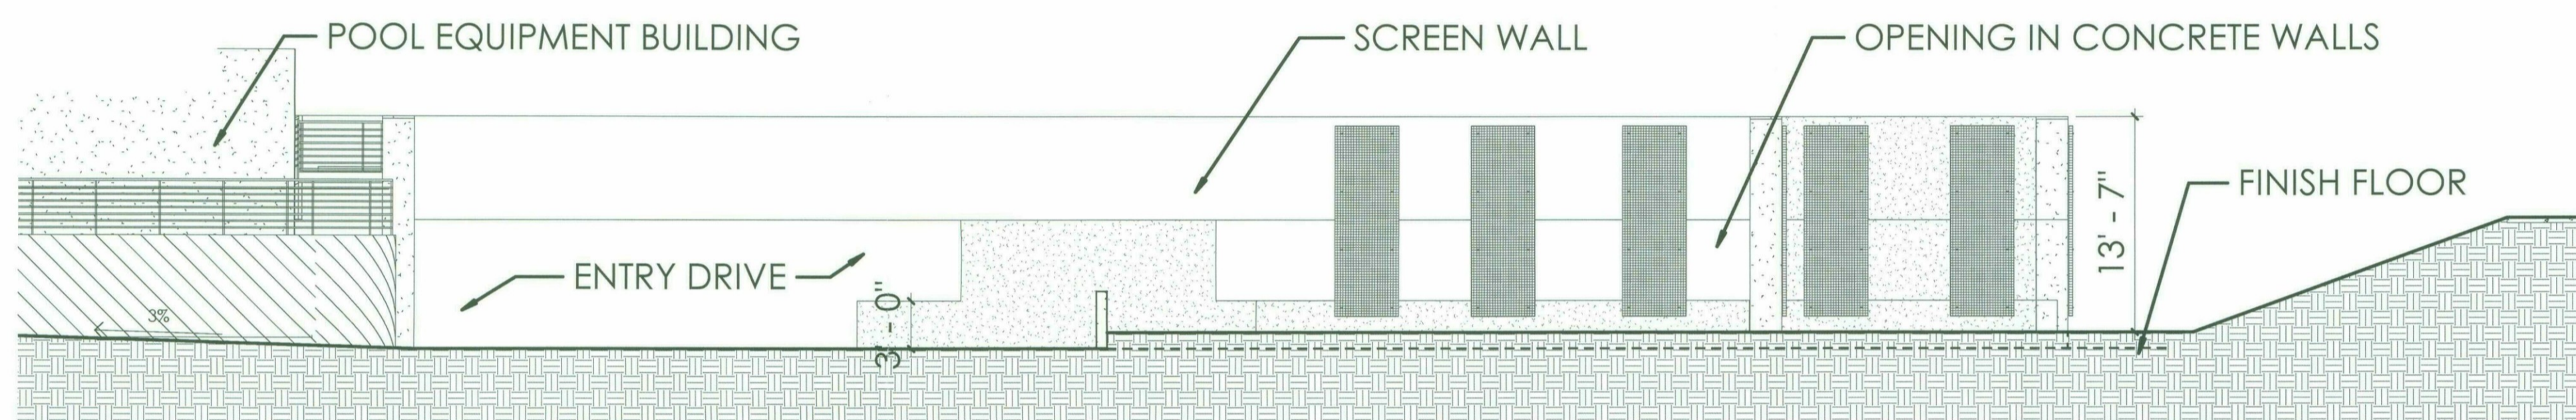 POOL EQUIPMENT BUILDING
SCREEN WALL
OPENING IN CONCRETE WALLS
FINISH FLOOR
13' - 7"
ENTRY DRIVE
3' - 0"
3%